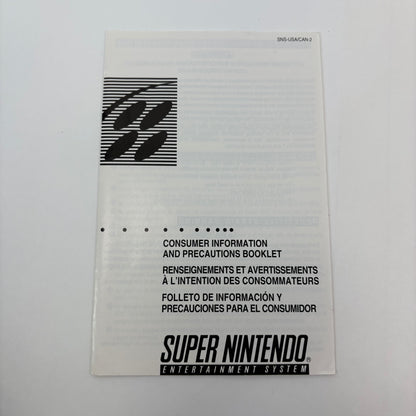 SNS-USA/CAN-2
CONSUMER INFORMATION
AND PRECAUTIONS BOOKLET
RENSEIGNEMENTS ET AVERTISSEMENTS
À L'INTENTION DES CONSOMMATEURS
FOLLETO DE INFORMACIÓN Y
PRECAUCIONES PARA EL CONSUMIDOR
SUPER NINTENDO®
ENTERTAINMENT SYSTEM